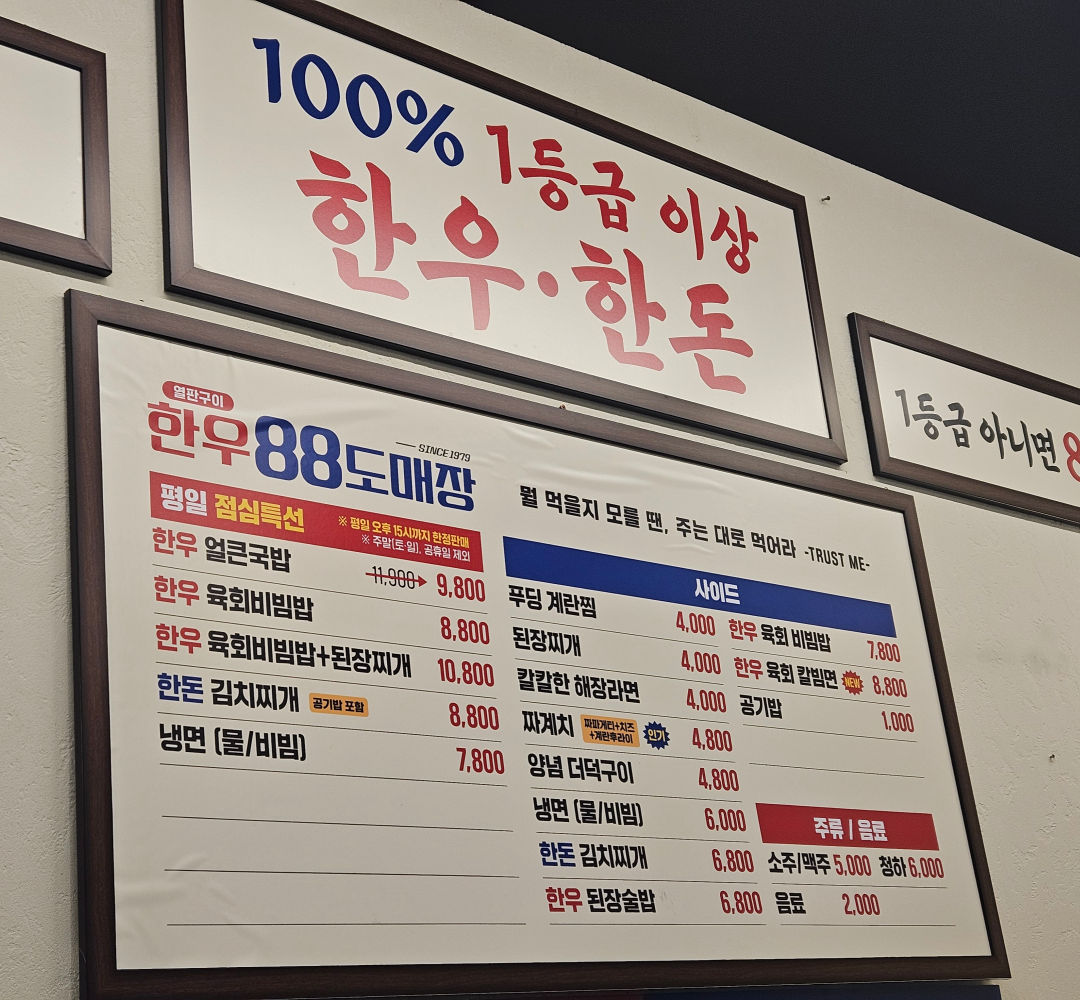 100% 1등급 이상
한우·한돈
1등급 아니면 8
열판구이
한우88도매장
SINCE 1979
뭘 먹을지 모를 땐, 주는 대로 먹어라 -TRUST ME-
평일 점심특선
※ 평일 오후 15시까지 한정판매
※ 주말(토·일), 공휴일 제외
한우 얼큰국밥 11,900 9,800
한우 육회비빔밥 8,800
한우 육회비빔밥+된장찌개 10,800
한돈 김치찌개 공기밥 포함 8,800
냉면 (물/비빔) 7,800
사이드
푸딩 계란찜 4,000
된장찌개 4,000
칼칼한 해장라면 4,000
짜계치 짜파게티+치즈+계란후라이 인기 4,800
양념 더덕구이 4,800
냉면 (물/비빔) 6,000
한돈 김치찌개 6,800
한우 된장술밥 6,800
한우 육회 비빔밥 7,800
한우 육회 칼빔면 NEW 8,800
공기밥 1,000
주류 / 음료
소주/맥주 5,000 청하 6,000
음료 2,000